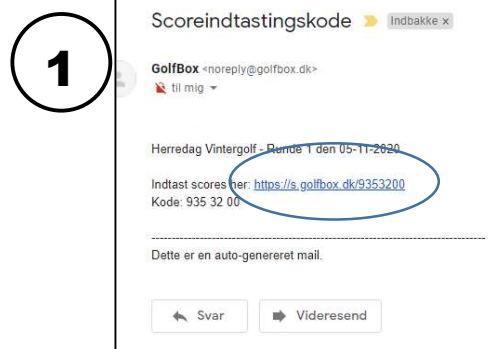 1
Scoreindtastingskode Indbakke x
GolfBox <noreply@golfbox.dk>
til mig
Herredag Vintergolf - Runde 1 den 05-11-2020
Indtast scores her: https://s.golfbox.dk/9353200
Kode: 935 32 00
--------------------------------------------------------------------------------
Dette er en auto-genereret mail.
Svar Videresend